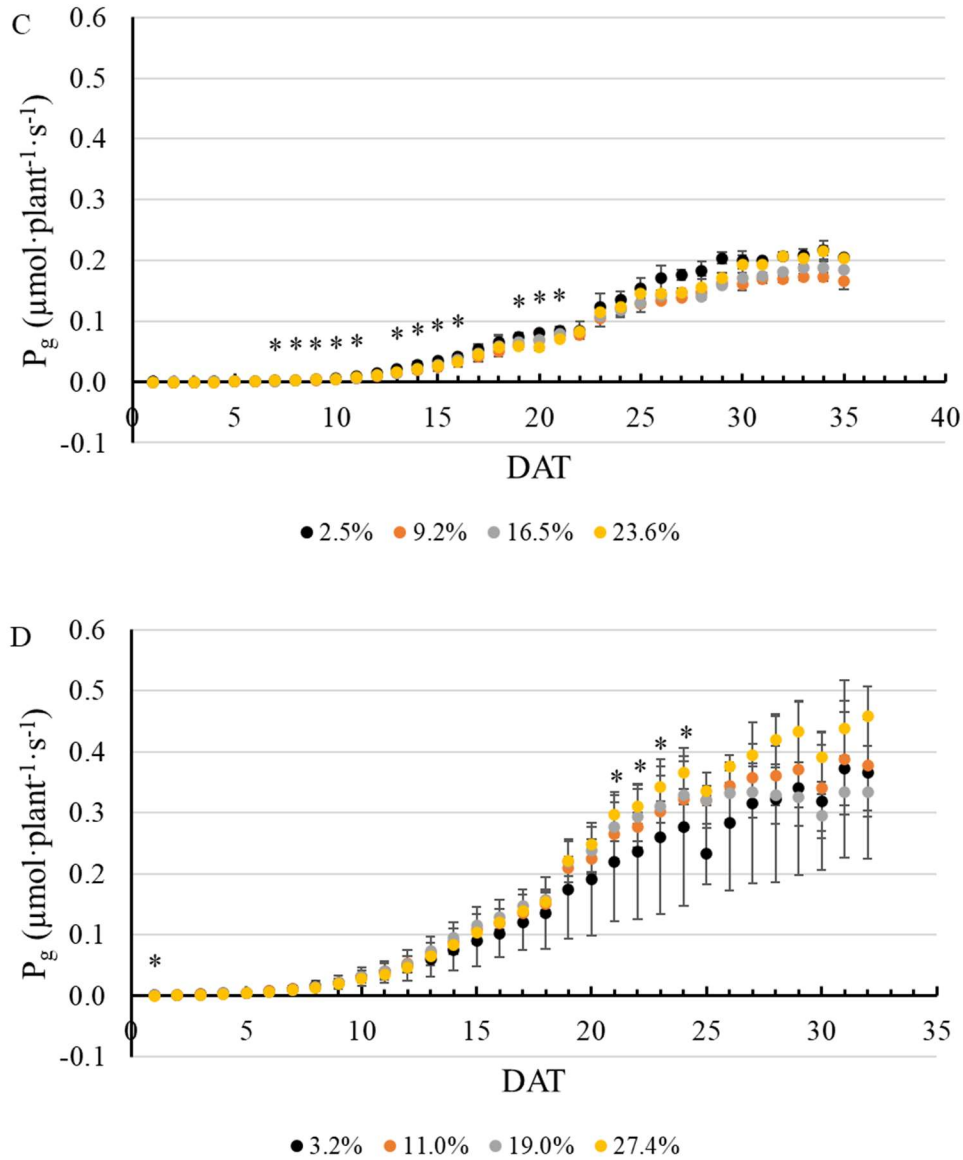 C
0.6
0.5
0.4
0.3
0.2
0.1
0.0
-0.1
P_g (µmol·plant⁻¹·s⁻¹)
* * * * * * * * * * * *
0 5 10 15 20 25 30 35 40
DAT
2.5% 9.2% 16.5% 23.6%
D
0.6
0.5
0.4
0.3
0.2
0.1
0.0
-0.1
P_g (µmol·plant⁻¹·s⁻¹)
* * * * *
0 5 10 15 20 25 30 35
DAT
3.2% 11.0% 19.0% 27.4%